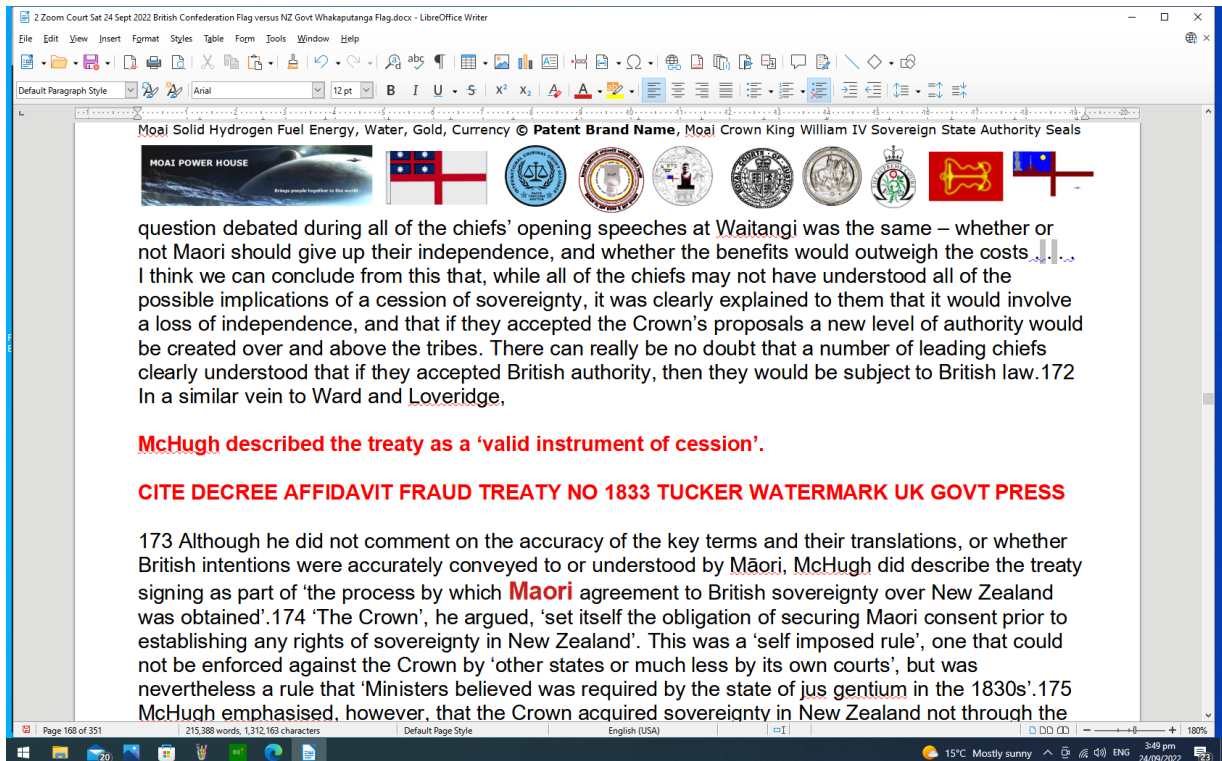 2 Zoom Court Sat 24 Sept 2022 British Confederation Flag versus NZ Govt Whakaputanga Flag.docx - LibreOffice Writer
File Edit View Insert Format Styles Table Form Tools Window Help
Default Paragraph Style Arial 12 pt
Moai Solid Hydrogen Fuel Energy, Water, Gold, Currency © Patent Brand Name, Moai Crown King William IV Sovereign State Authority Seals
MOAI POWER HOUSE
Brings people together in the world
question debated during all of the chiefs’ opening speeches at Waitangi was the same – whether or
not Maori should give up their independence, and whether the benefits would outweigh the costs. . . .
I think we can conclude from this that, while all of the chiefs may not have understood all of the
possible implications of a cession of sovereignty, it was clearly explained to them that it would involve
a loss of independence, and that if they accepted the Crown’s proposals a new level of authority would
be created over and above the tribes. There can really be no doubt that a number of leading chiefs
clearly understood that if they accepted British authority, then they would be subject to British law.172
In a similar vein to Ward and Loveridge,
McHugh described the treaty as a ‘valid instrument of cession’.
CITE DECREE AFFIDAVIT FRAUD TREATY NO 1833 TUCKER WATERMARK UK GOVT PRESS
173 Although he did not comment on the accuracy of the key terms and their translations, or whether
British intentions were accurately conveyed to or understood by Māori, McHugh did describe the treaty
signing as part of ‘the process by which Maori agreement to British sovereignty over New Zealand
was obtained’.174 ‘The Crown’, he argued, ‘set itself the obligation of securing Maori consent prior to
establishing any rights of sovereignty in New Zealand’. This was a ‘self imposed rule’, one that could
not be enforced against the Crown by ‘other states or much less by its own courts’, but was
nevertheless a rule that ‘Ministers believed was required by the state of jus gentium in the 1830s’.175
McHugh emphasised, however, that the Crown acquired sovereignty in New Zealand not through the
Page 168 of 351 215,388 words, 1,312,163 characters Default Page Style English (USA) 180%
20 15°C Mostly sunny ENG 3:49 pm
24/09/2022 23